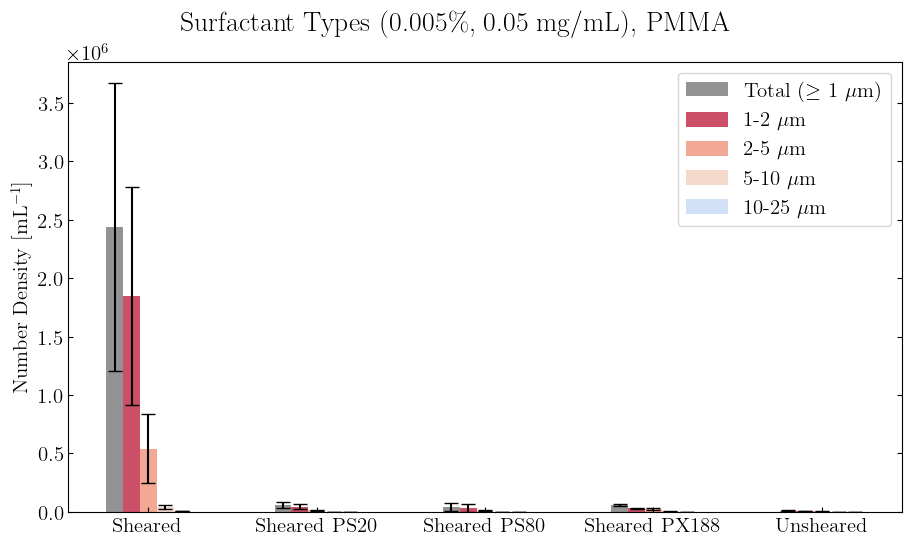 Surfactant Types (0.005%, 0.05 mg/mL), PMMA
×10⁶
Number Density [mL⁻¹]
3.5
3.0
2.5
2.0
1.5
1.0
0.5
0.0
Total (≥ 1 μm)
1-2 μm
2-5 μm
5-10 μm
10-25 μm
Sheared Sheared PS20 Sheared PS80 Sheared PX188 Unsheared